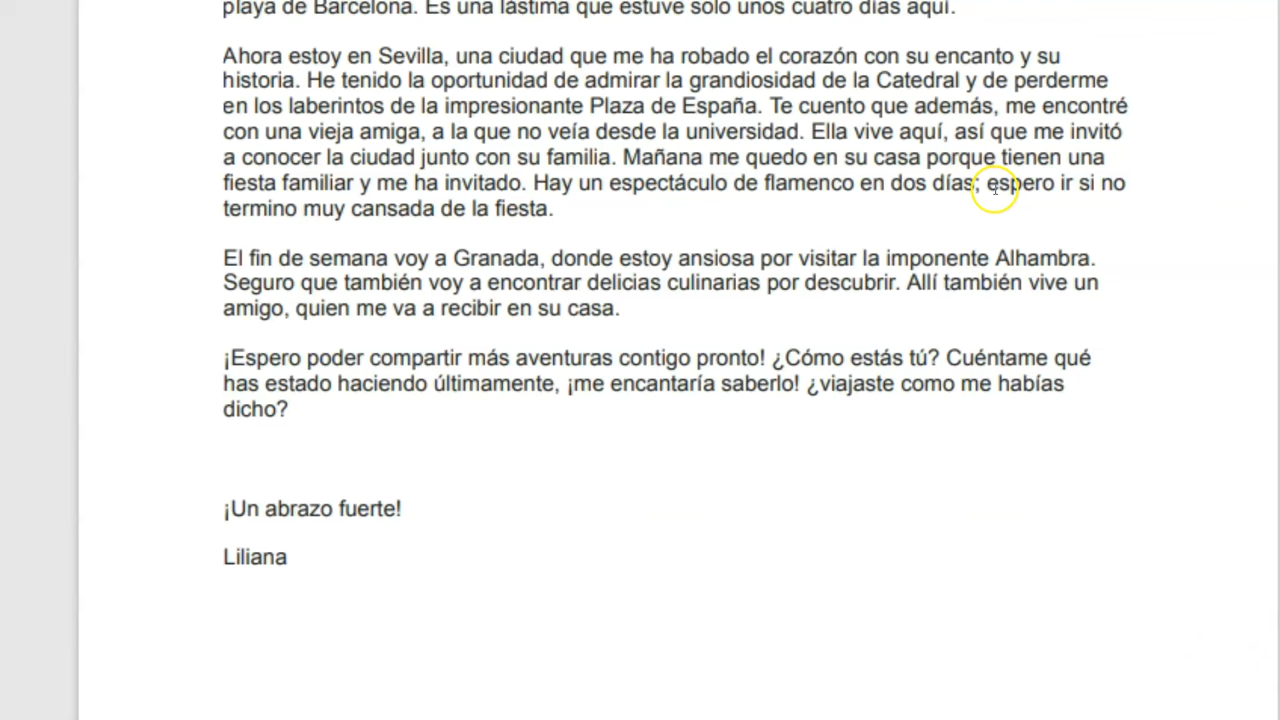 playa de Barcelona. Es una lástima que estuve solo unos cuatro días aquí.
Ahora estoy en Sevilla, una ciudad que me ha robado el corazón con su encanto y su
historia. He tenido la oportunidad de admirar la grandiosidad de la Catedral y de perderme
en los laberintos de la impresionante Plaza de España. Te cuento que además, me encontré
con una vieja amiga, a la que no veía desde la universidad. Ella vive aquí, así que me invitó
a conocer la ciudad junto con su familia. Mañana me quedo en su casa porque tienen una
fiesta familiar y me ha invitado. Hay un espectáculo de flamenco en dos días; espero ir si no
termino muy cansada de la fiesta.
El fin de semana voy a Granada, donde estoy ansiosa por visitar la imponente Alhambra.
Seguro que también voy a encontrar delicias culinarias por descubrir. Allí también vive un
amigo, quien me va a recibir en su casa.
¡Espero poder compartir más aventuras contigo pronto! ¿Cómo estás tú? Cuéntame qué
has estado haciendo últimamente, ¡me encantaría saberlo! ¿viajaste como me habías
dicho?
¡Un abrazo fuerte!
Liliana